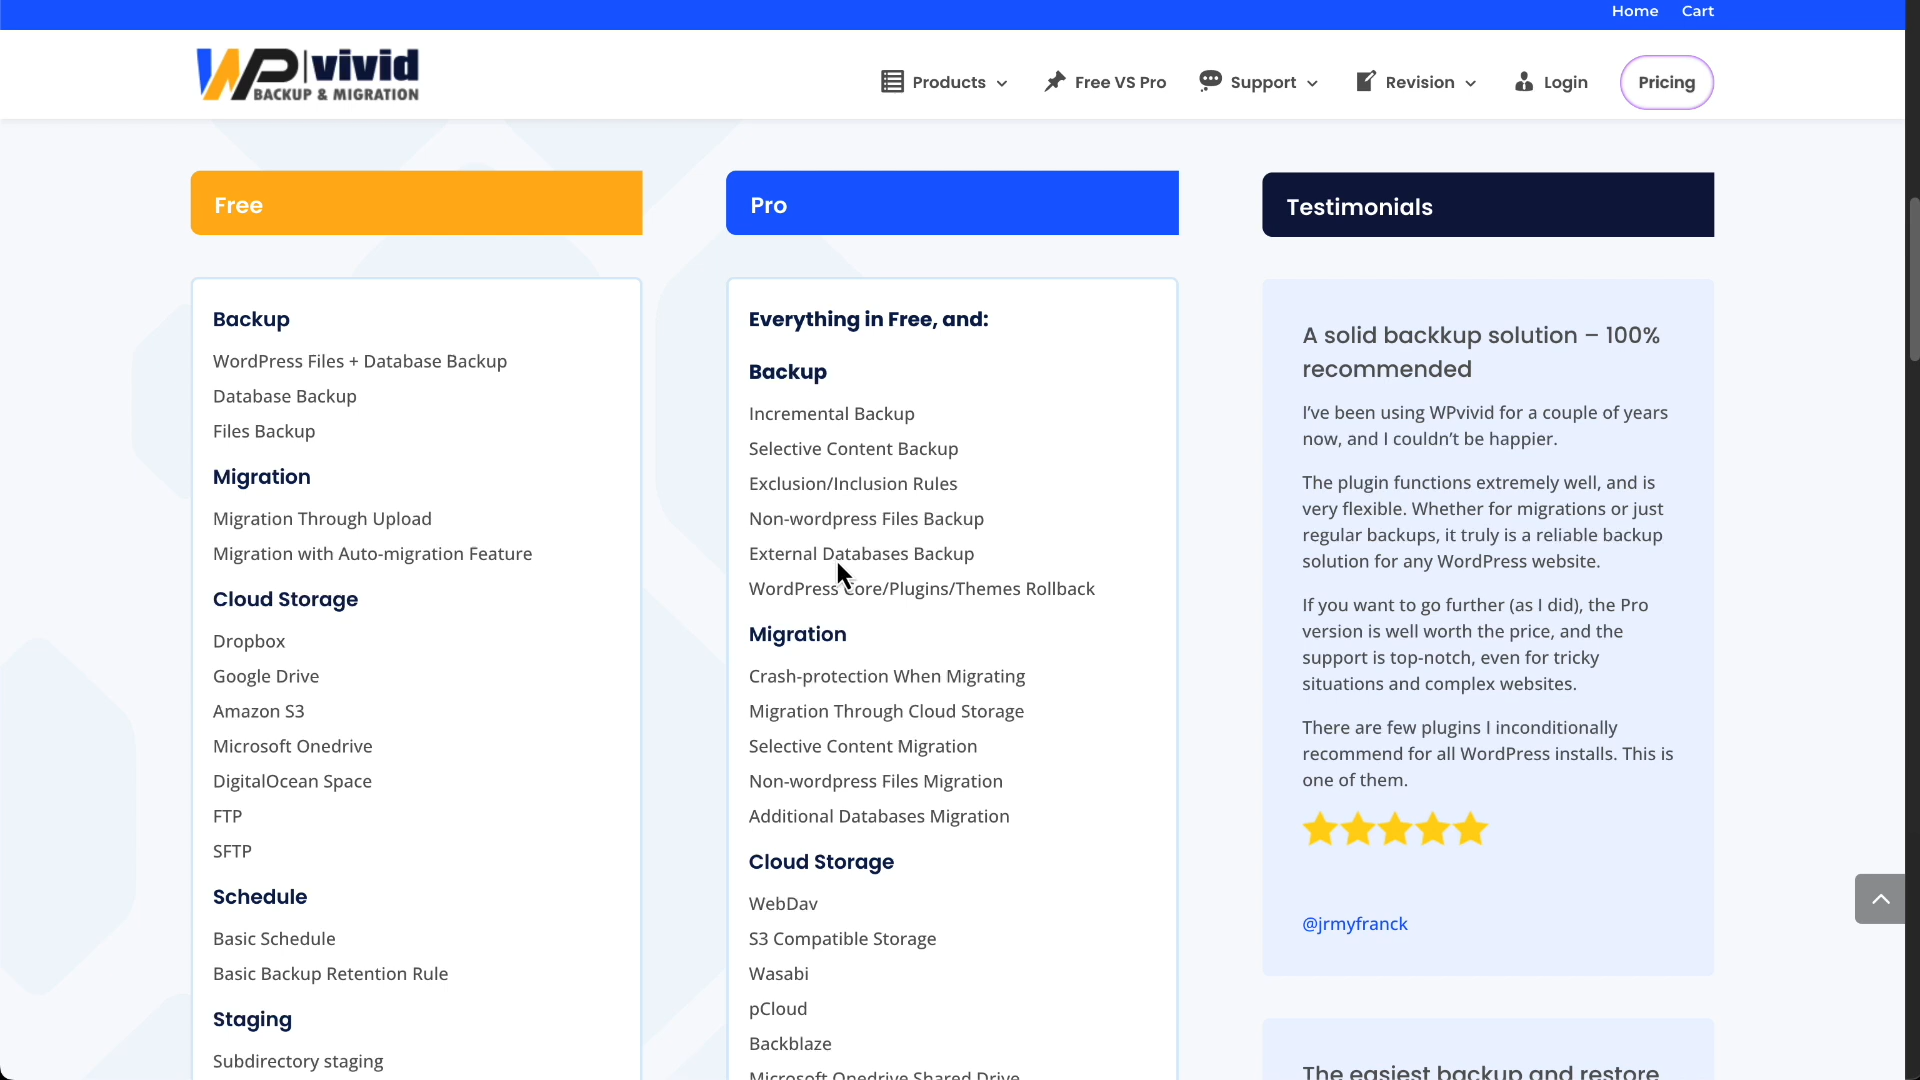 Home
Cart
WP|vivid
BACKUP & MIGRATION
Products
Free VS Pro
Support
Revision
Login
Pricing
Free
Backup
WordPress Files + Database Backup
Database Backup
Files Backup
Migration
Migration Through Upload
Migration with Auto-migration Feature
Cloud Storage
Dropbox
Google Drive
Amazon S3
Microsoft Onedrive
DigitalOcean Space
FTP
SFTP
Schedule
Basic Schedule
Basic Backup Retention Rule
Staging
Subdirectory staging
Pro
Everything in Free, and:
Backup
Incremental Backup
Selective Content Backup
Exclusion/Inclusion Rules
Non-wordpress Files Backup
External Databases Backup
WordPress Core/Plugins/Themes Rollback
Migration
Crash-protection When Migrating
Migration Through Cloud Storage
Selective Content Migration
Non-wordpress Files Migration
Additional Databases Migration
Cloud Storage
WebDav
S3 Compatible Storage
Wasabi
pCloud
Backblaze
Microsoft Onedrive Shared Drive
Testimonials
A solid backkup solution – 100%
recommended
I've been using WPvivid for a couple of years
now, and I couldn't be happier.
The plugin functions extremely well, and is
very flexible. Whether for migrations or just
regular backups, it truly is a reliable backup
solution for any WordPress website.
If you want to go further (as I did), the Pro
version is well worth the price, and the
support is top-notch, even for tricky
situations and complex websites.
There are few plugins I inconditionally
recommend for all WordPress installs. This is
one of them.
@jrmyfranck
The easiest backup and restore